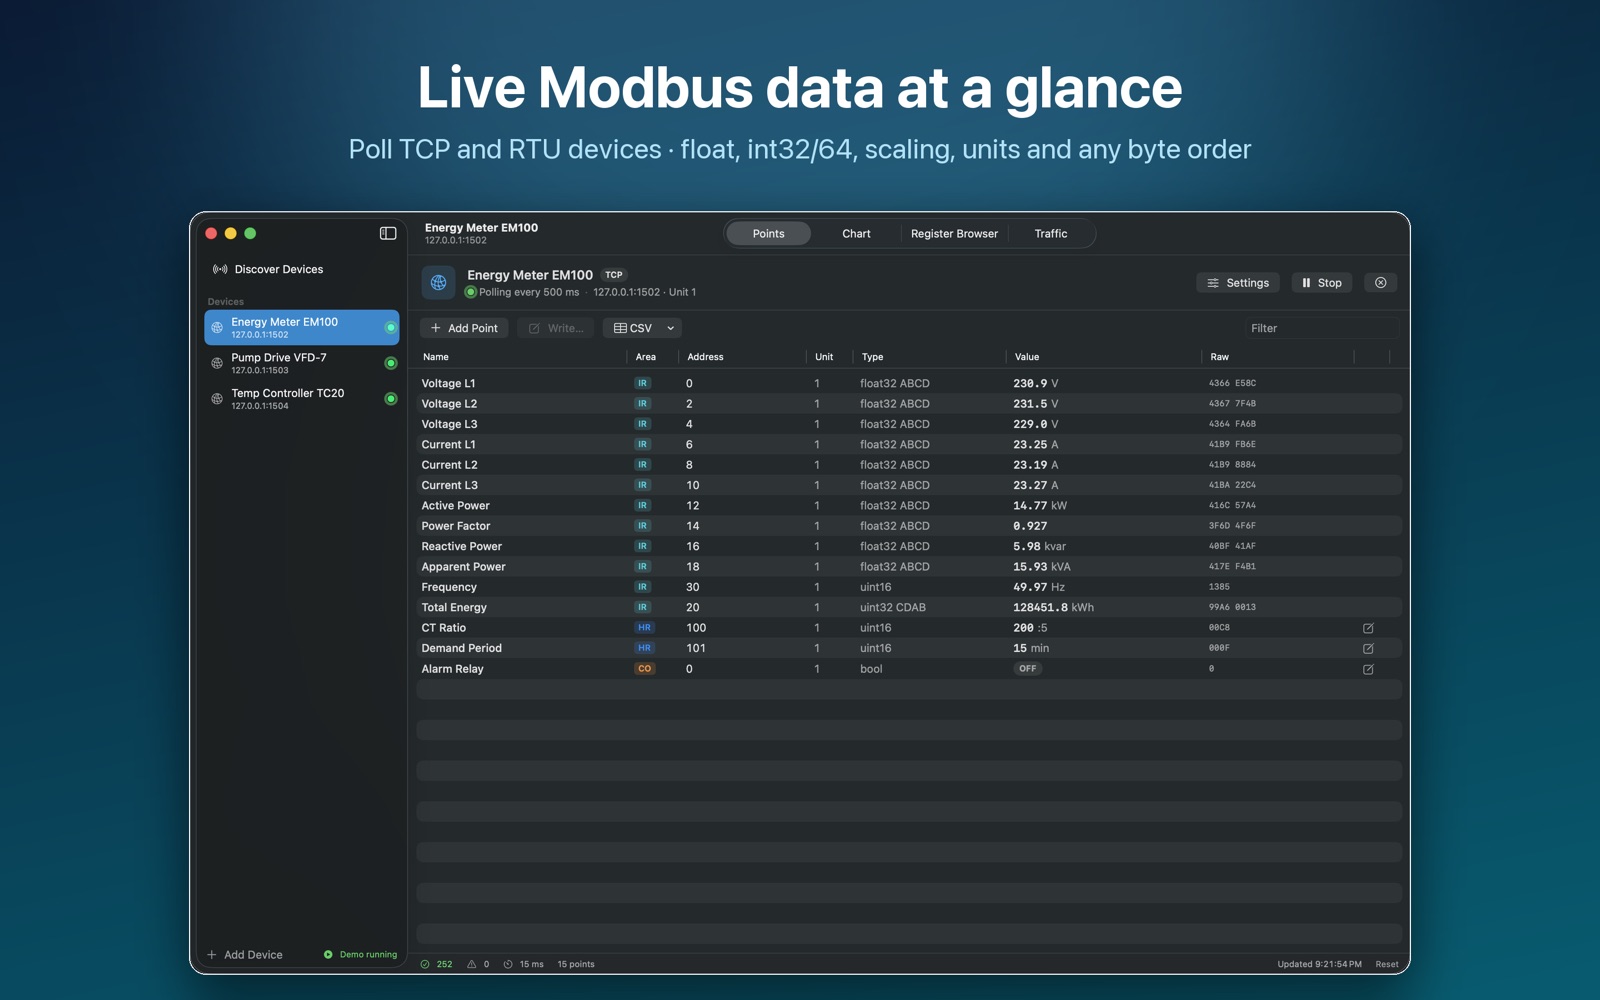 Live Modbus data at a glance
Poll TCP and RTU devices · float, int32/64, scaling, units and any byte order
Energy Meter EM100
127.0.0.1:1502
Points Chart Register Browser Traffic
Discover Devices
Devices
Energy Meter EM100
127.0.0.1:1502
Pump Drive VFD-7
127.0.0.1:1503
Temp Controller TC20
127.0.0.1:1504
Energy Meter EM100 TCP
Polling every 500 ms · 127.0.0.1:1502 · Unit 1
Settings Stop
Add Point Write... CSV Filter
Name Area Address Unit Type Value Raw
Voltage L1 IR 0 1 float32 ABCD 230.9 V 4366 E58C
Voltage L2 IR 2 1 float32 ABCD 231.5 V 4367 7F4B
Voltage L3 IR 4 1 float32 ABCD 229.0 V 4364 FA6B
Current L1 IR 6 1 float32 ABCD 23.25 A 41B9 FB6E
Current L2 IR 8 1 float32 ABCD 23.19 A 41B9 8884
Current L3 IR 10 1 float32 ABCD 23.27 A 41BA 22C4
Active Power IR 12 1 float32 ABCD 14.77 kW 416C 57A4
Power Factor IR 14 1 float32 ABCD 0.927 3F6D 4F6F
Reactive Power IR 16 1 float32 ABCD 5.98 kvar 40BF 41AF
Apparent Power IR 18 1 float32 ABCD 15.93 kVA 417E F4B1
Frequency IR 30 1 uint16 49.97 Hz 1385
Total Energy IR 20 1 uint32 CDAB 128451.8 kWh 99A6 0013
CT Ratio HR 100 1 uint16 200 :5 00C8
Demand Period HR 101 1 uint16 15 min 000F
Alarm Relay CO 0 1 bool OFF 0
Add Device Demo running
252 0 15 ms 15 points Updated 9:21:54 PM Reset